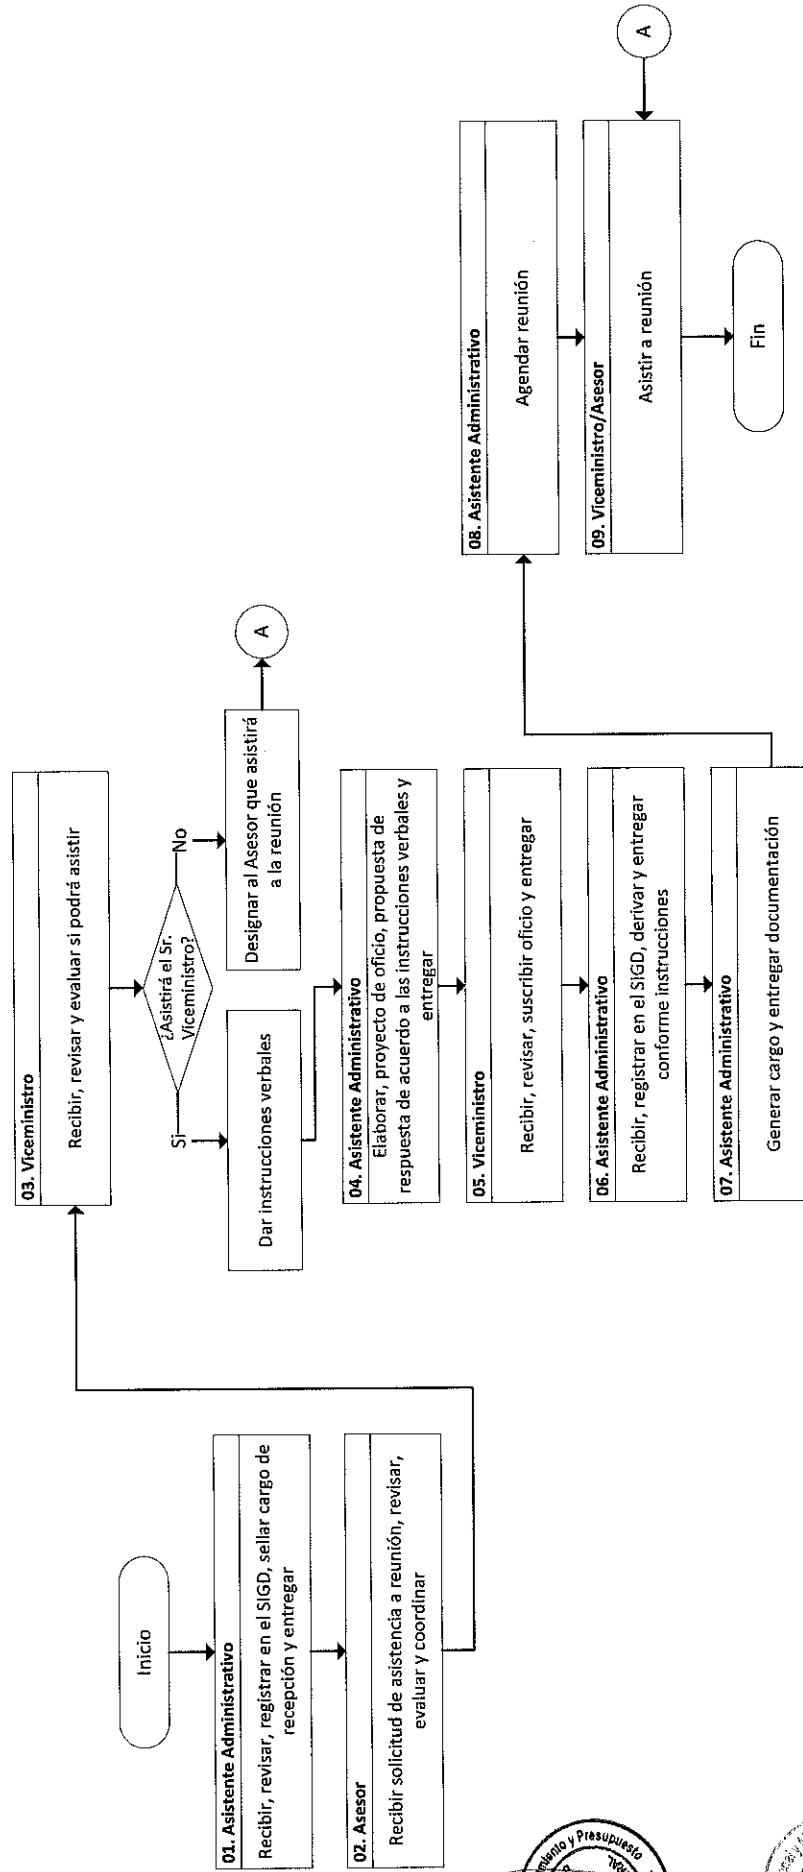 Inicio
01. Asistente Administrativo
Recibir, revisar, registrar en el SIGD, sellar cargo de
recepción y entregar
02. Asesor
Recibir solicitud de asistencia a reunión, revisar,
evaluar y coordinar
03. Viceministro
Recibir, revisar y evaluar si podrá asistir
¿Asistirá el Sr.
Viceministro?
Si
No
Dar instrucciones verbales
Designar al Asesor que asistirá
a la reunión
A
04. Asistente Administrativo
Elaborar, proyecto de oficio, propuesta de
respuesta de acuerdo a las instrucciones verbales y
entregar
05. Viceministro
Recibir, revisar, suscribir oficio y entregar
06. Asistente Administrativo
Recibir, registrar en el SIGD, derivar y entregar
conforme instrucciones
07. Asistente Administrativo
Generar cargo y entregar documentación
08. Asistente Administrativo
Agendar reunión
09. Viceministro/Asesor
Asistir a reunión
A
Fin
y Presupuesto